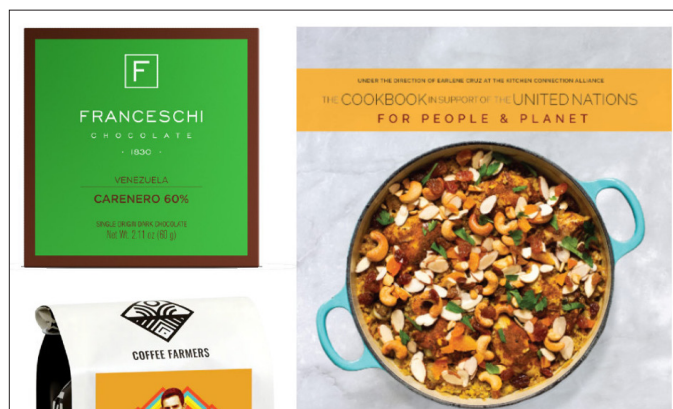 F
FRANCESCHI
CHOCOLATE
· 1830 ·
VENEZUELA
CARENERO 60%
SINGLE ORIGIN DARK CHOCOLATE
Net Wt. 2.11 oz (60 g)
COFFEE FARMERS
UNDER THE DIRECTION OF EARLENE CRUZ AT THE KITCHEN CONNECTION ALLIANCE
THE COOKBOOK IN SUPPORT OF THE UNITED NATIONS
FOR PEOPLE & PLANET